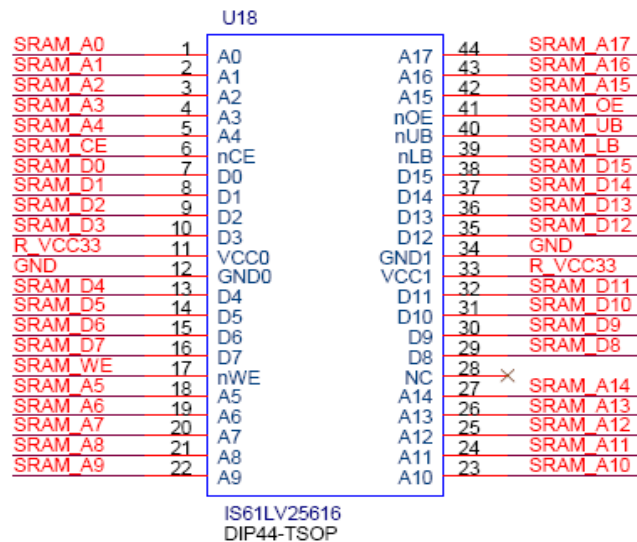 U18
SRAM_A0 1 A0 A17 44 SRAM_A17
SRAM_A1 2 A1 A16 43 SRAM_A16
SRAM_A2 3 A2 A15 42 SRAM_A15
SRAM_A3 4 A3 nOE 41 SRAM_OE
SRAM_A4 5 A4 nUB 40 SRAM_UB
SRAM_CE 6 nCE nLB 39 SRAM_LB
SRAM_D0 7 D0 D15 38 SRAM_D15
SRAM_D1 8 D1 D14 37 SRAM_D14
SRAM_D2 9 D2 D13 36 SRAM_D13
SRAM_D3 10 D3 D12 35 SRAM_D12
R_VCC33 11 VCC0 GND1 34 GND
GND 12 GND0 VCC1 33 R_VCC33
SRAM_D4 13 D4 D11 32 SRAM_D11
SRAM_D5 14 D5 D10 31 SRAM_D10
SRAM_D6 15 D6 D9 30 SRAM_D9
SRAM_D7 16 D7 D8 29 SRAM_D8
SRAM_WE 17 nWE NC 28
SRAM_A5 18 A5 A14 27 SRAM_A14
SRAM_A6 19 A6 A13 26 SRAM_A13
SRAM_A7 20 A7 A12 25 SRAM_A12
SRAM_A8 21 A8 A11 24 SRAM_A11
SRAM_A9 22 A9 A10 23 SRAM_A10
IS61LV25616
DIP44-TSOP